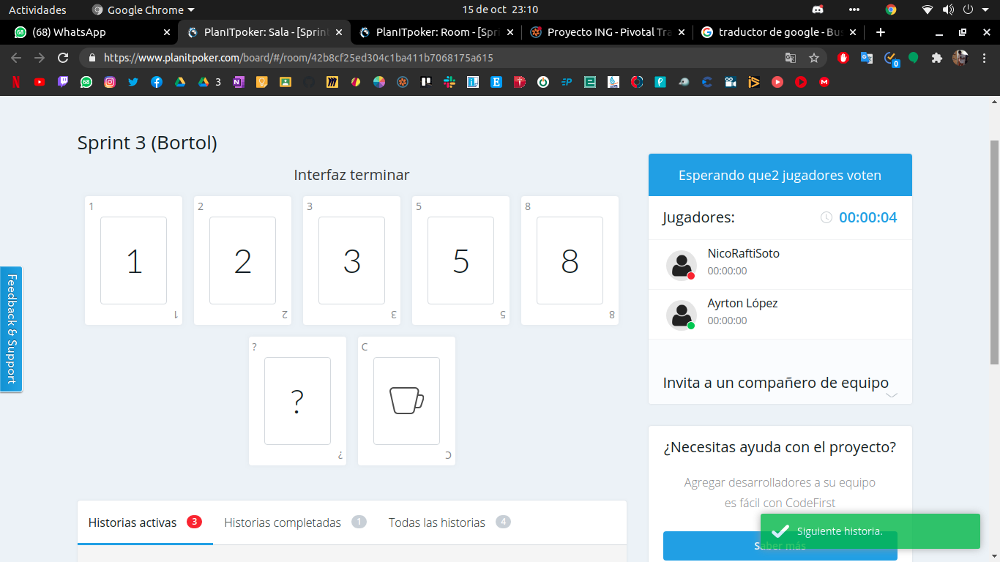 Actividades
Google Chrome
15 de oct 23:10
(68) WhatsApp
PlanITpoker: Sala - [Sprint
PlanITpoker: Room - [Spri
Proyecto ING - Pivotal Tra
traductor de google - Bus
https://www.planitpoker.com/board/#/room/42b8cf25ed304c1ba411b7068175a615
3
Sprint 3 (Bortol)
Interfaz terminar
1
1
1
2
2
2
3
3
3
5
5
5
8
8
8
?
?
?
C
C
Feedback & Support
Esperando que2 jugadores voten
Jugadores:
00:00:04
NicoRaftiSoto
00:00:00
Ayrton López
00:00:00
Invita a un compañero de equipo
¿Necesitas ayuda con el proyecto?
Agregar desarrolladores a su equipo
es fácil con CodeFirst
Saber más
Siguiente historia.
Historias activas 3
Historias completadas 1
Todas las historias 4